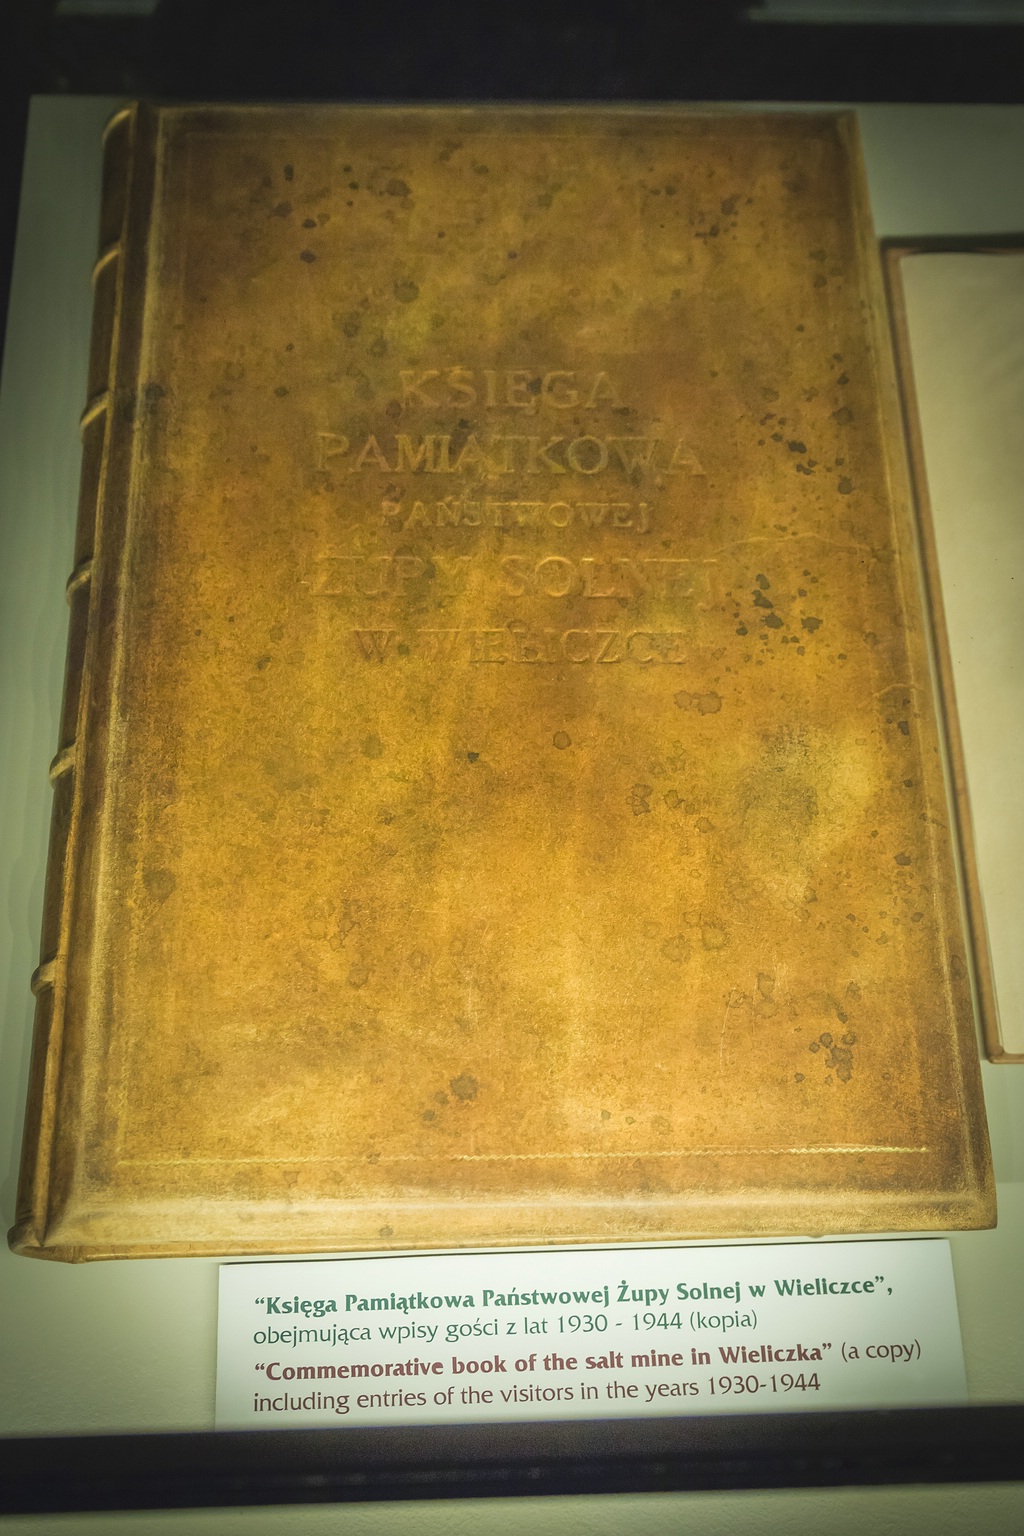 KSIĘGA
PAMIĄTKOWA
PAŃSTWOWEJ
ŻUPY SOLNEJ
W WIELICZCE
“Księga Pamiątkowa Państwowej Żupy Solnej w Wieliczce”,
obejmująca wpisy gości z lat 1930 - 1944 (kopia)
“Commemorative book of the salt mine in Wieliczka” (a copy)
including entries of the visitors in the years 1930-1944